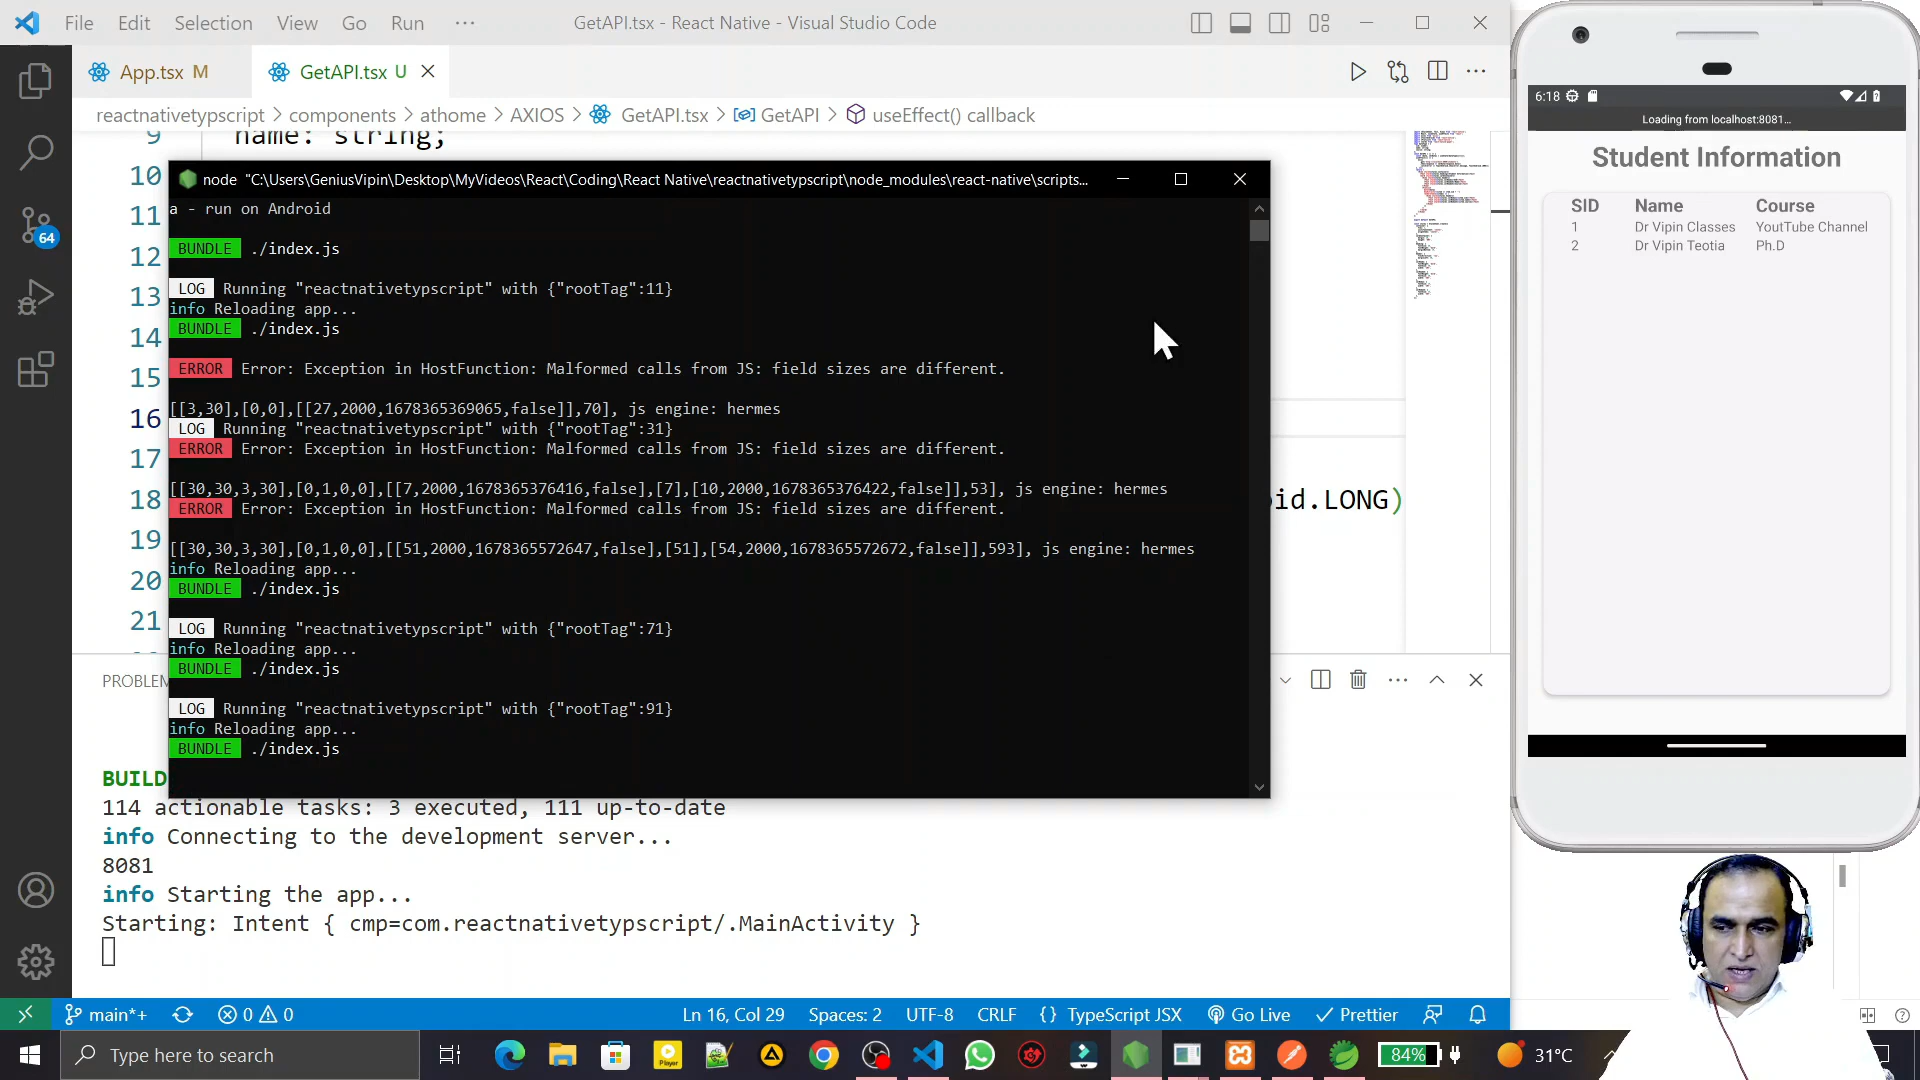 File Edit Selection View Go Run ··· GetAPI.tsx - React Native - Visual Studio Code
App.tsx M GetAPI.tsx U
reactnativetypscript > components > athome > AXIOS > GetAPI.tsx > GetAPI > useEffect() callback
9 name: string;
10
11
12
13
14
15
16
17
18 id.LONG)
19
20
21
node "C:\Users\GeniusVipin\Desktop\MyVideos\React\Coding\React Native\reactnativetypscript\node_modules\react-native\scripts...
a - run on Android
BUNDLE ./index.js
LOG Running "reactnativetypscript" with {"rootTag":11}
info Reloading app...
BUNDLE ./index.js
ERROR Error: Exception in HostFunction: Malformed calls from JS: field sizes are different.
[[3,30],[0,0],[[27,2000,1678365369065,false]],70], js engine: hermes
LOG Running "reactnativetypscript" with {"rootTag":31}
ERROR Error: Exception in HostFunction: Malformed calls from JS: field sizes are different.
[[30,30,3,30],[0,1,0,0],[[7,2000,1678365376416,false],[7],[10,2000,1678365376422,false]],53], js engine: hermes
ERROR Error: Exception in HostFunction: Malformed calls from JS: field sizes are different.
[[30,30,3,30],[0,1,0,0],[[51,2000,1678365572647,false],[51],[54,2000,1678365572672,false]],593], js engine: hermes
info Reloading app...
BUNDLE ./index.js
LOG Running "reactnativetypscript" with {"rootTag":71}
info Reloading app...
BUNDLE ./index.js
LOG Running "reactnativetypscript" with {"rootTag":91}
info Reloading app...
BUNDLE ./index.js
PROBLEM
BUILD
114 actionable tasks: 3 executed, 111 up-to-date
info Connecting to the development server...
8081
info Starting the app...
Starting: Intent { cmp=com.reactnativetypscript/.MainActivity }
64
main*+ 0 0 Ln 16, Col 29 Spaces: 2 UTF-8 CRLF {} TypeScript JSX Go Live Prettier
Type here to search
Player
84%
31°C
6:18
Loading from localhost:8081...
Student Information
SID Name Course
1 Dr Vipin Classes YoutTube Channel
2 Dr Vipin Teotia Ph.D